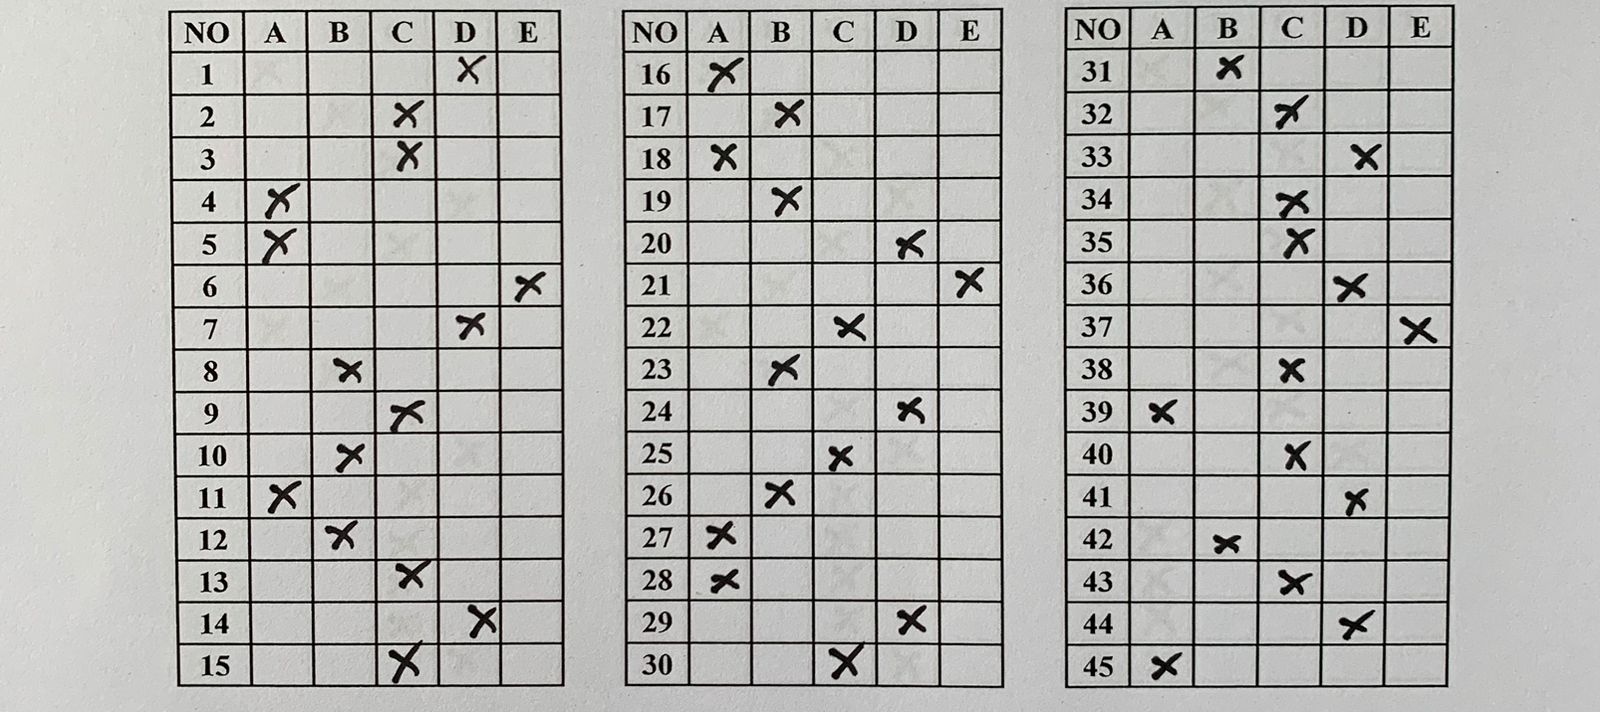 NO A B C D E
1 X
2 X
3 X
4 X
5 X
6 X
7 X
8 X
9 X
10 X
11 X
12 X
13 X
14 X
15 X
NO A B C D E
16 X
17 X
18 X
19 X
20 X
21 X
22 X
23 X
24 X
25 X
26 X
27 X
28 X
29 X
30 X
NO A B C D E
31 X
32 X
33 X
34 X
35 X
36 X
37 X
38 X
39 X
40 X
41 X
42 X
43 X
44 X
45 X